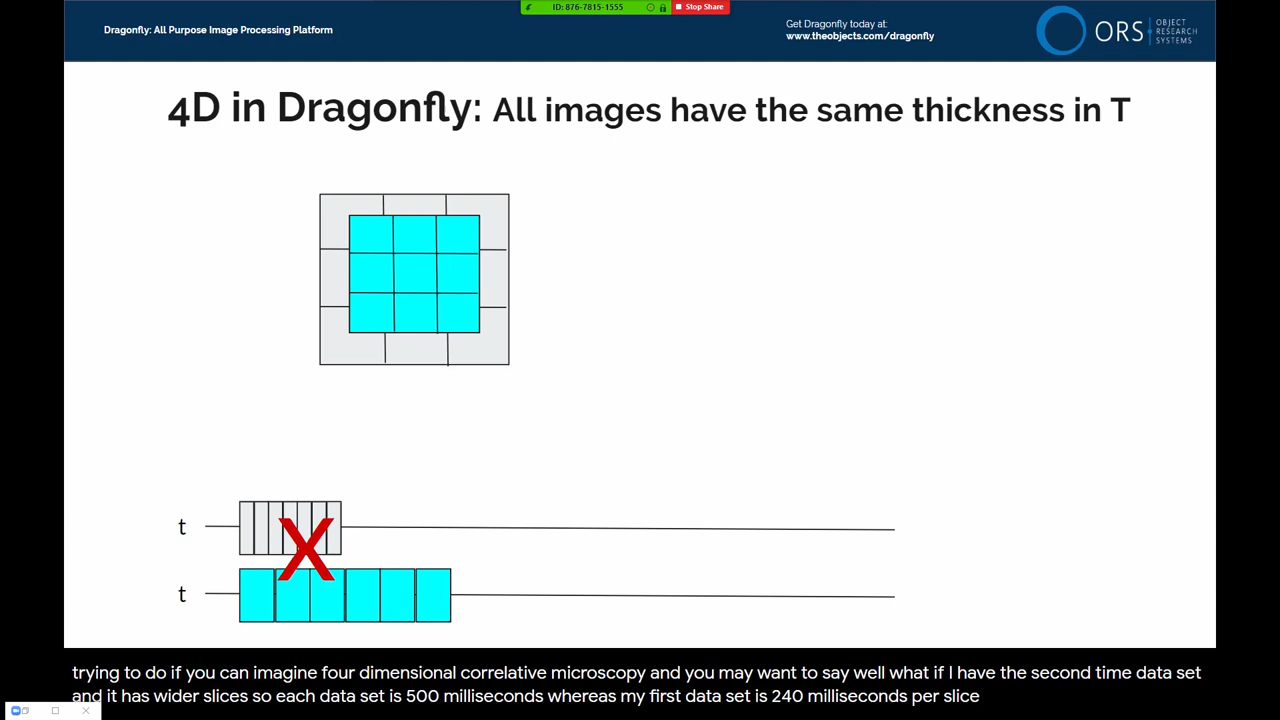 ID: 876-7815-1555
Stop Share
Dragonfly: All Purpose Image Processing Platform
Get Dragonfly today at:
www.theobjects.com/dragonfly
ORS
OBJECT
RESEARCH
SYSTEMS
4D in Dragonfly: All images have the same thickness in T
t
t
trying to do if you can imagine four dimensional correlative microscopy and you may want to say well what if I have the second time data set
and it has wider slices so each data set is 500 milliseconds whereas my first data set is 240 milliseconds per slice